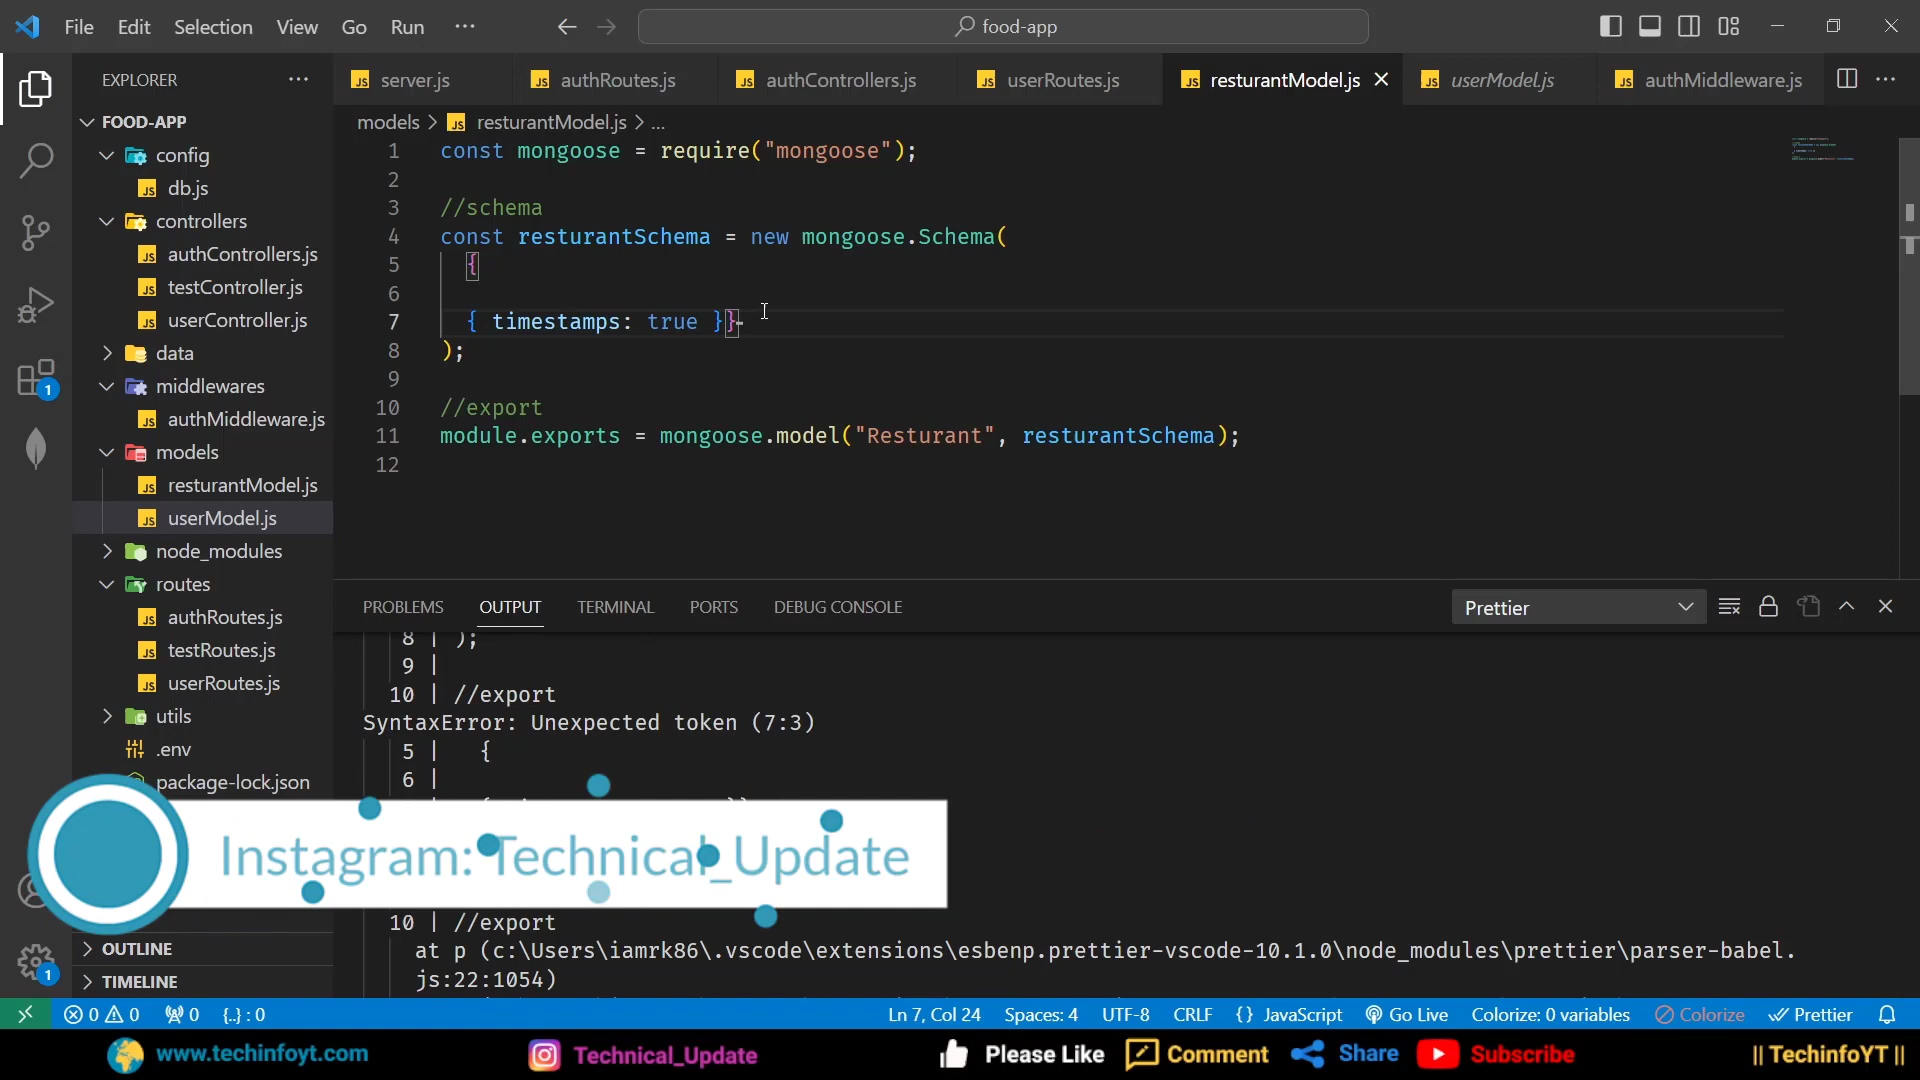 File Edit Selection View Go Run ··· food-app
EXPLORER ···
server.js authRoutes.js authControllers.js userRoutes.js resturantModel.js userModel.js authMiddleware.js ···
FOOD-APP
config
db.js
controllers
authControllers.js
testController.js
userController.js
data
middlewares
authMiddleware.js
models
resturantModel.js
userModel.js
node_modules
routes
authRoutes.js
testRoutes.js
userRoutes.js
utils
.env
package-lock.json
OUTLINE
TIMELINE
models > resturantModel.js > ...
1 const mongoose = require("mongoose");
2
3 //schema
4 const resturantSchema = new mongoose.Schema(
5 {
6
7 { timestamps: true }}
8 );
9
10 //export
11 module.exports = mongoose.model("Resturant", resturantSchema);
12
PROBLEMS OUTPUT TERMINAL PORTS DEBUG CONSOLE Prettier
8 | );
9 |
10 | //export
SyntaxError: Unexpected token (7:3)
5 | {
6 |
Instagram: Technical_Update
10 | //export
at p (c:\Users\iamrk86\.vscode\extensions\esbenp.prettier-vscode-10.1.0\node_modules\prettier\parser-babel.
js:22:1054)
0 0 0 {..} : 0 Ln 7, Col 24 Spaces: 4 UTF-8 CRLF {} JavaScript Go Live Colorize: 0 variables Colorize Prettier
www.techinfoyt.com Technical_Update Please Like Comment Share Subscribe || TechinfoYT ||